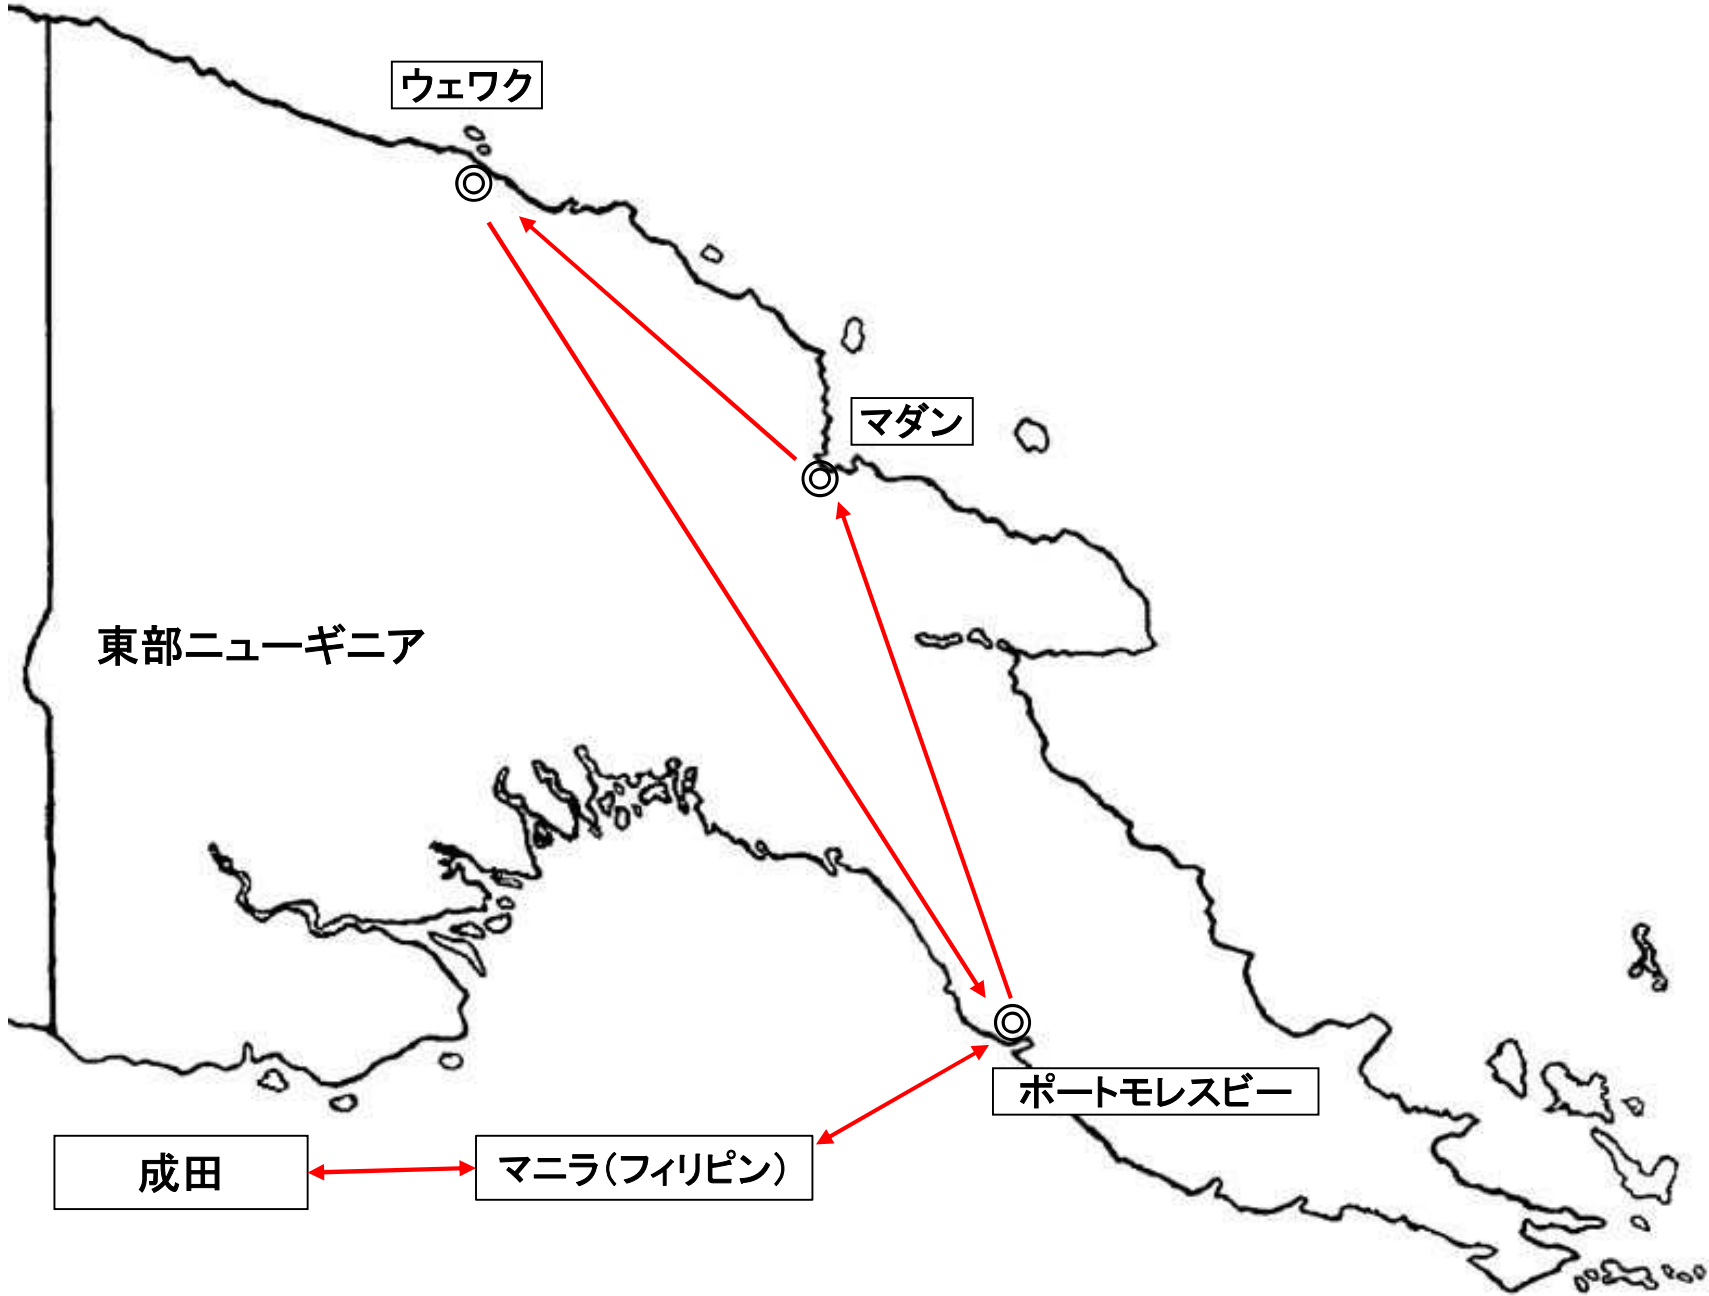 ウェワク
マダン
東部ニューギニア
ポートモレスビー
成田
マニラ(フィリピン)